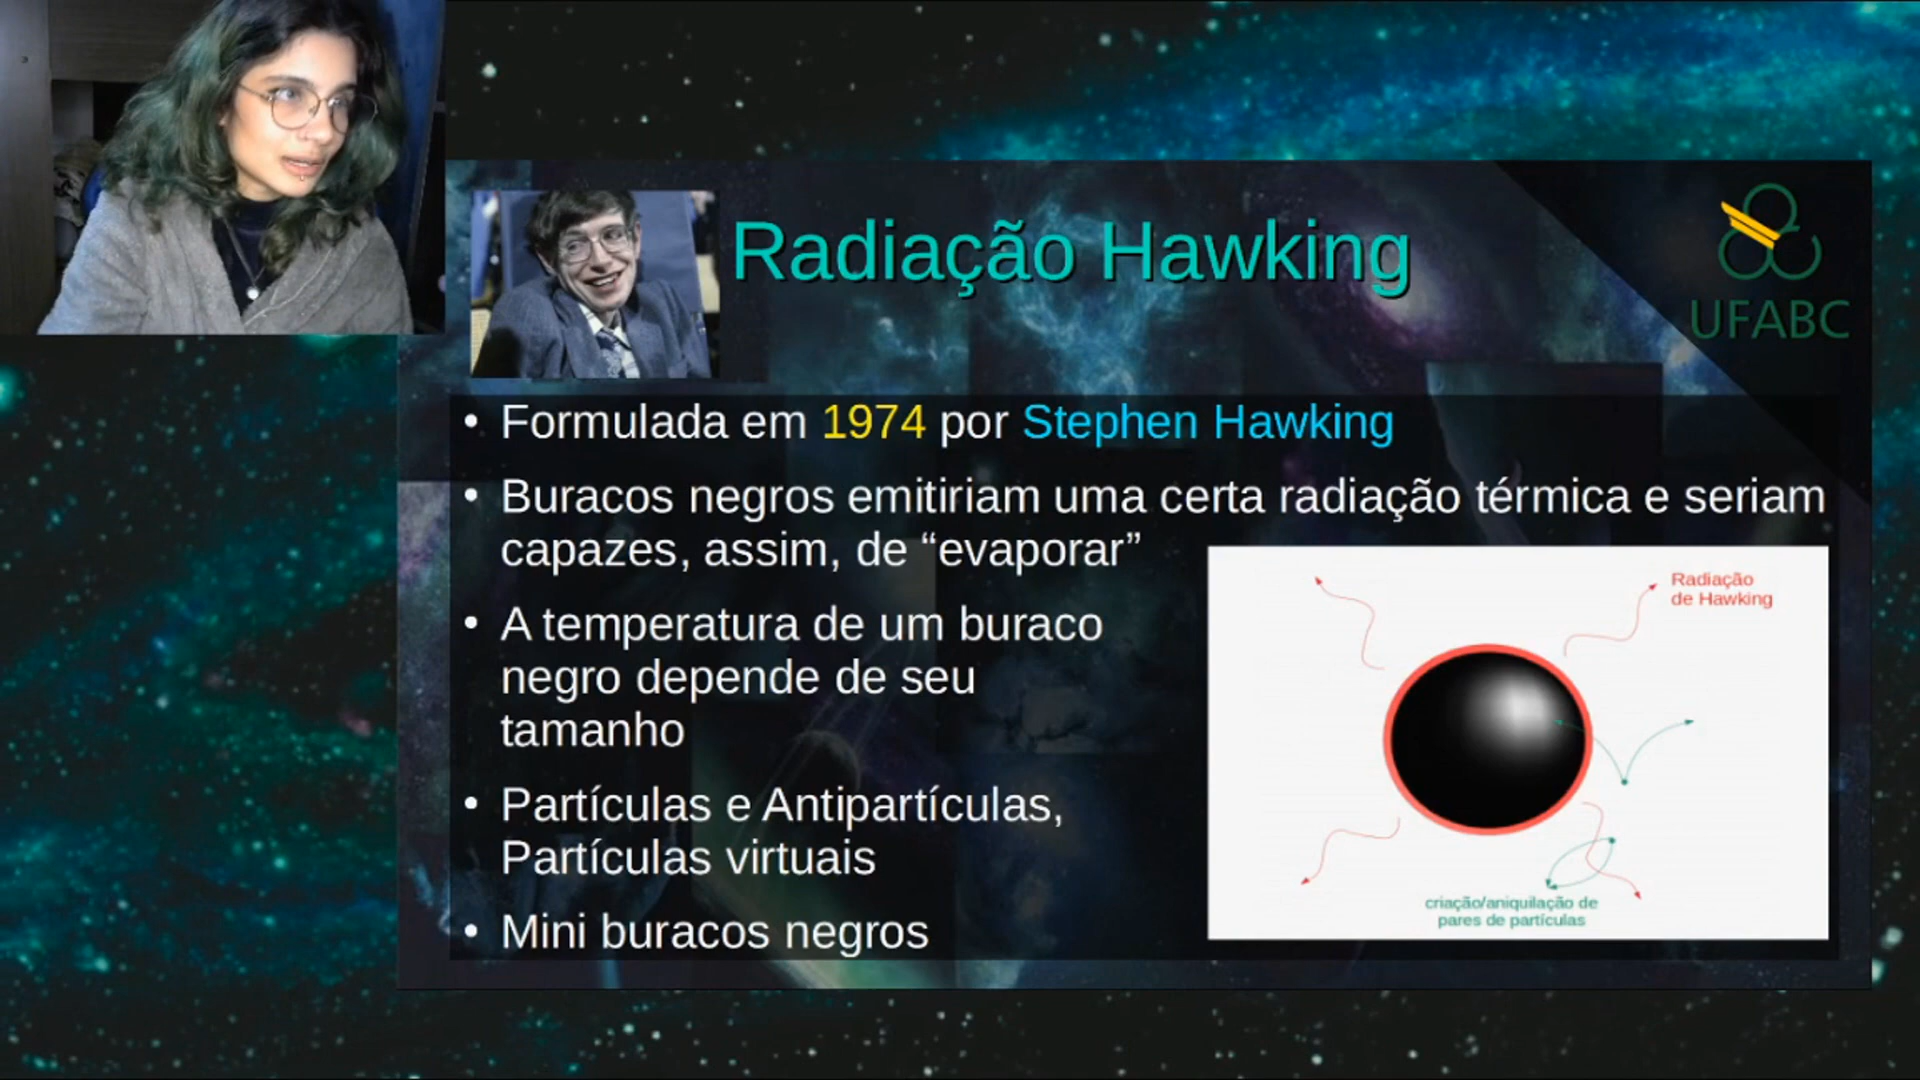 Radiação Hawking
UFABC
• Formulada em 1974 por Stephen Hawking
• Buracos negros emitiriam uma certa radiação térmica e seriam
capazes, assim, de “evaporar”
• A temperatura de um buraco
negro depende de seu
tamanho
• Partículas e Antipartículas,
Partículas virtuais
• Mini buracos negros
Radiação
de Hawking
criação/aniquilação de
pares de partículas